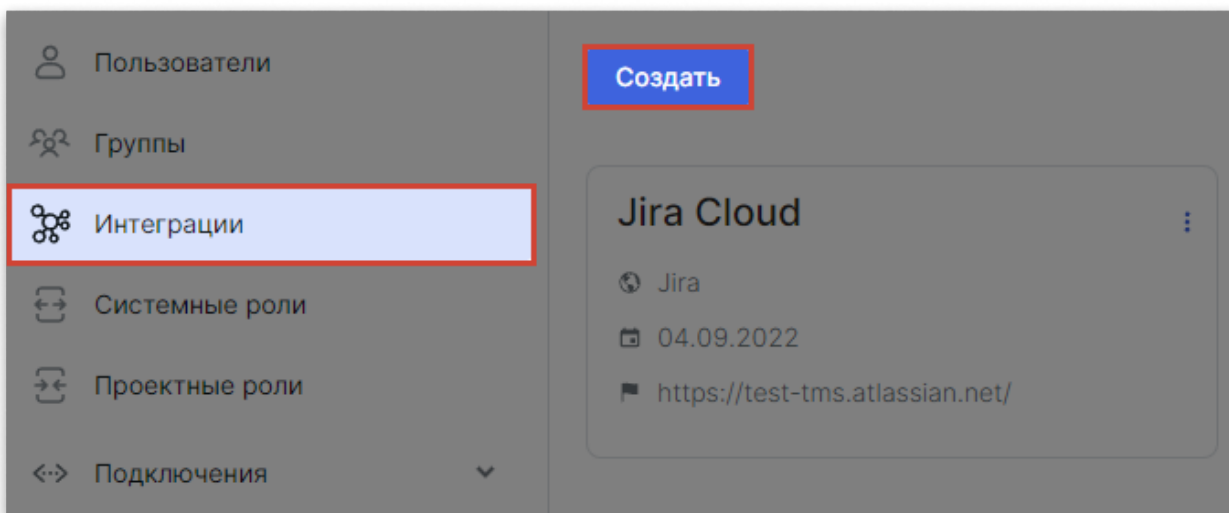 Пользователи
Группы
Интеграции
Системные роли
Проектные роли
Подключения
Создать
Jira Cloud
Jira
04.09.2022
https://test-tms.atlassian.net/